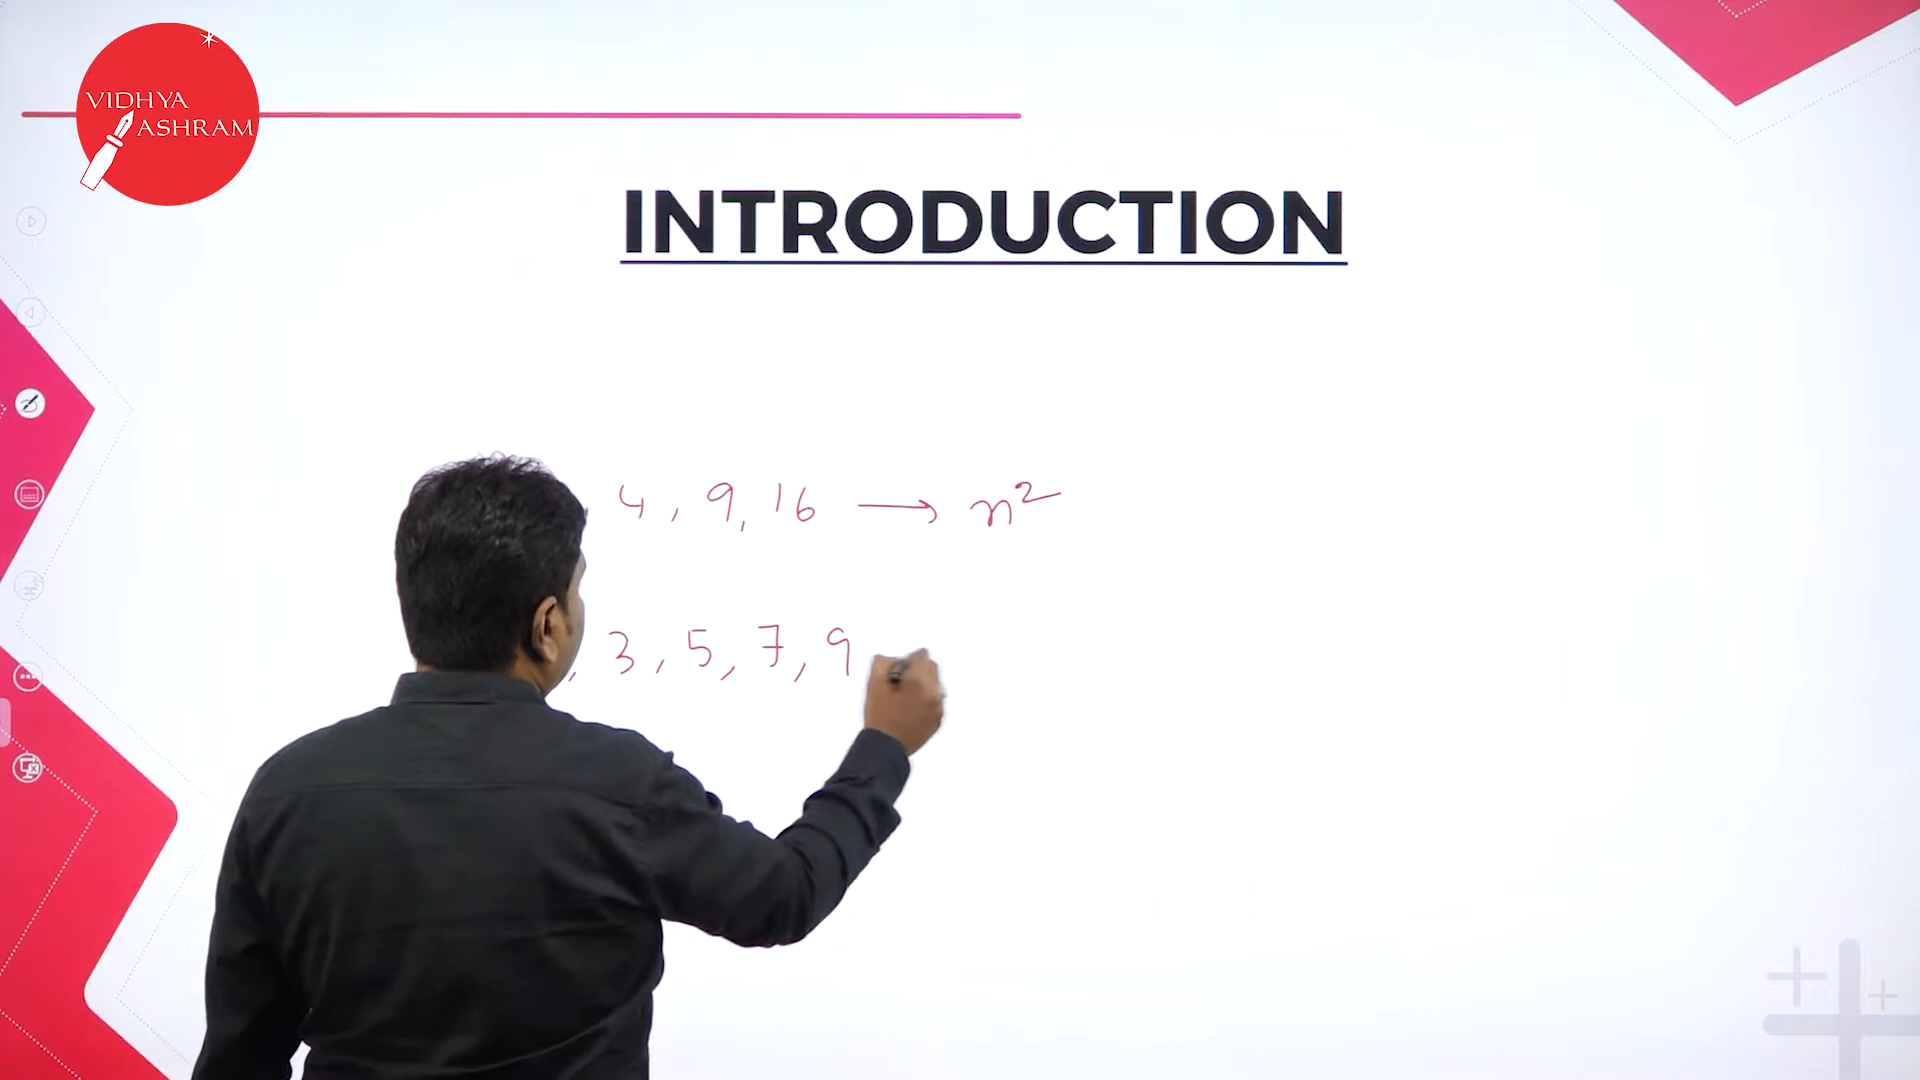 VIDHYA
ASHRAM
INTRODUCTION
4, 9, 16 → n²
, 3, 5, 7, 9